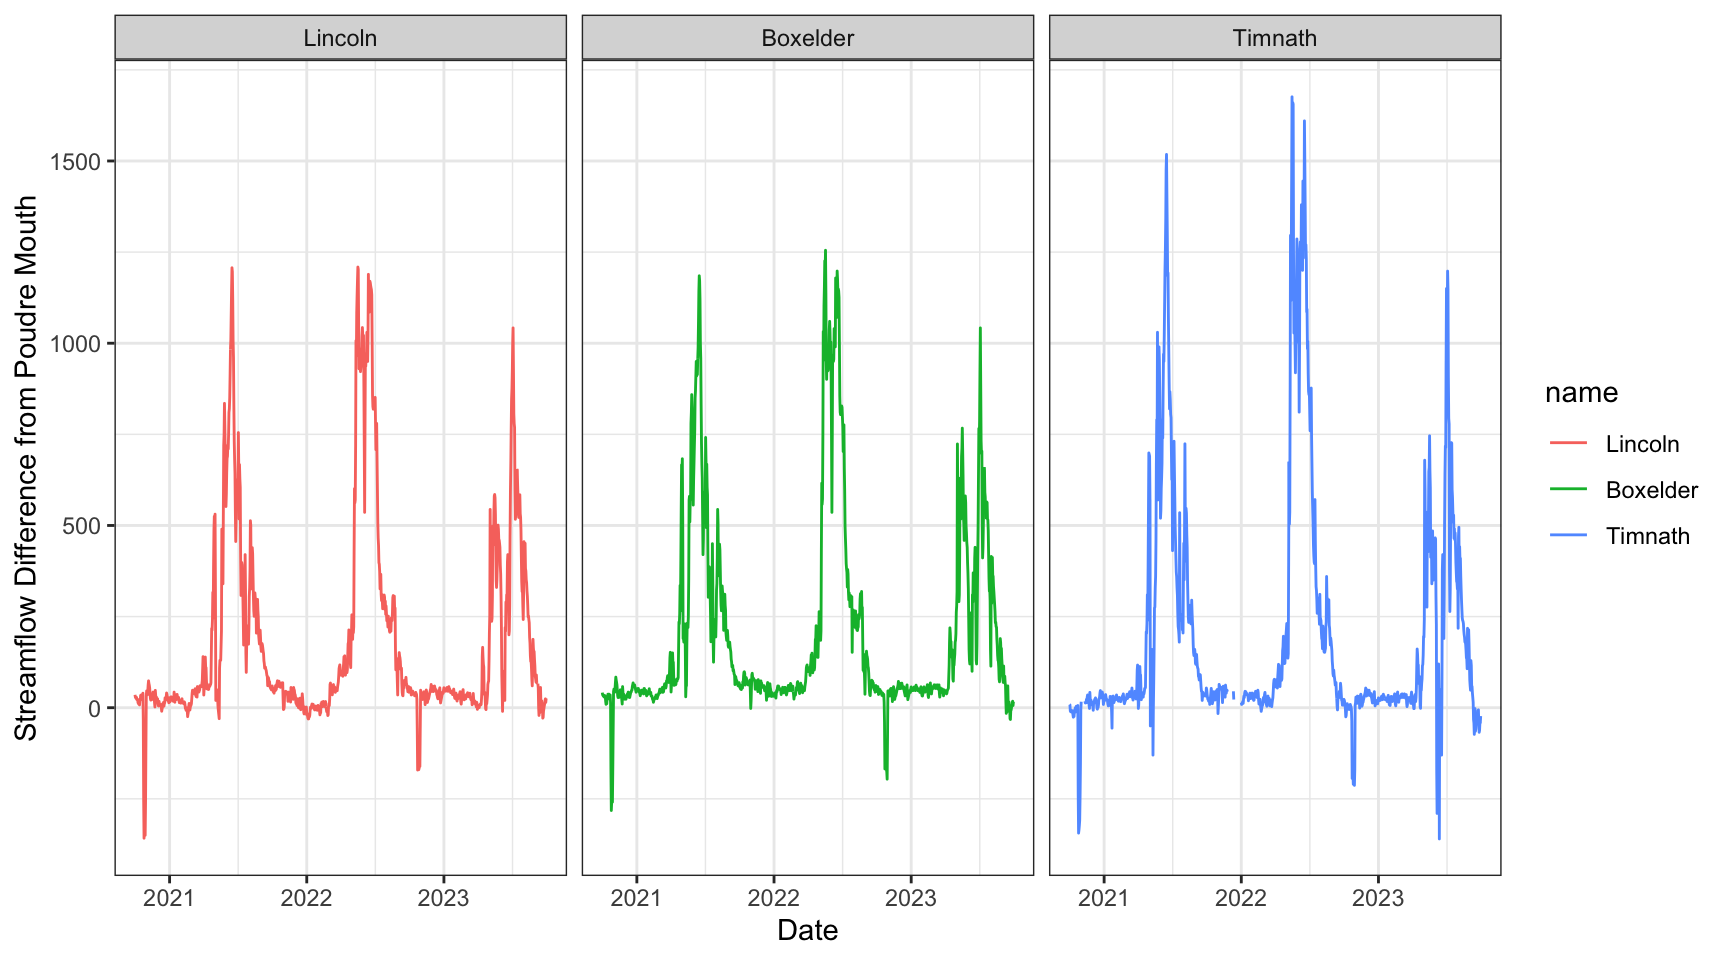 Lincoln
Boxelder
Timnath
Streamflow Difference from Poudre Mouth
1500
1000
500
0
2021
2022
2023
2021
2022
2023
2021
2022
2023
Date
name
Lincoln
Boxelder
Timnath